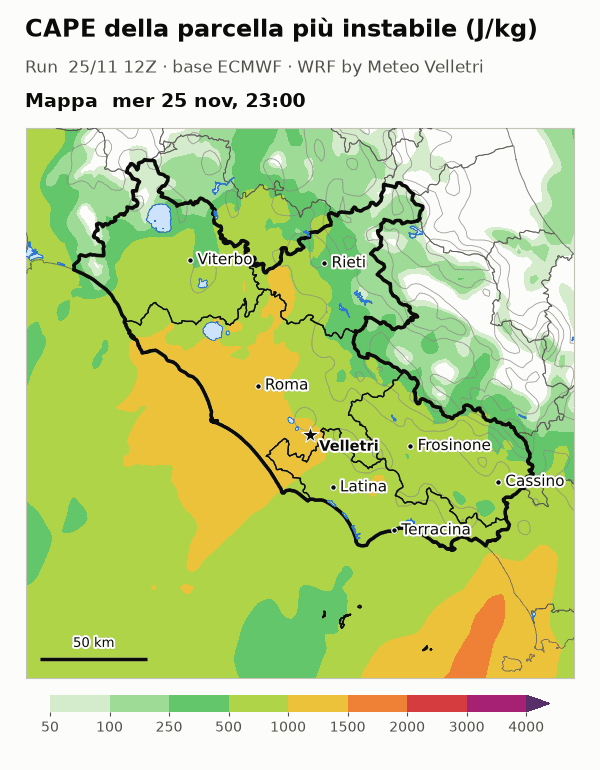 CAPE della parcella più instabile (J/kg)
Run  25/11 12Z · base ECMWF · WRF by Meteo Velletri
Mappa  mer 25 nov, 23:00
Viterbo
Rieti
Roma
Velletri
Frosinone
Latina
Cassino
Terracina
50 km
50 100 250 500 1000 1500 2000 3000 4000